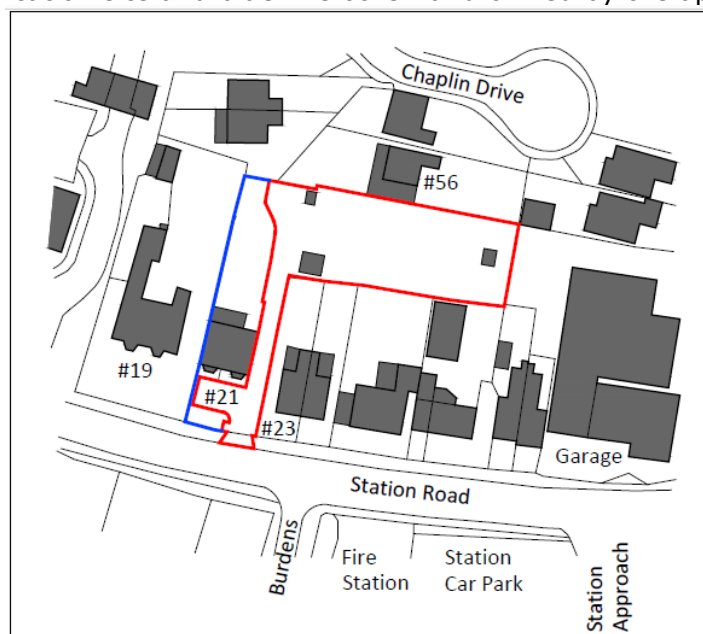 Chaplin Drive
#56
#19
#21
#23
Garage
Station Road
Burdens
Fire
Station
Station
Car Park
Station
Approach